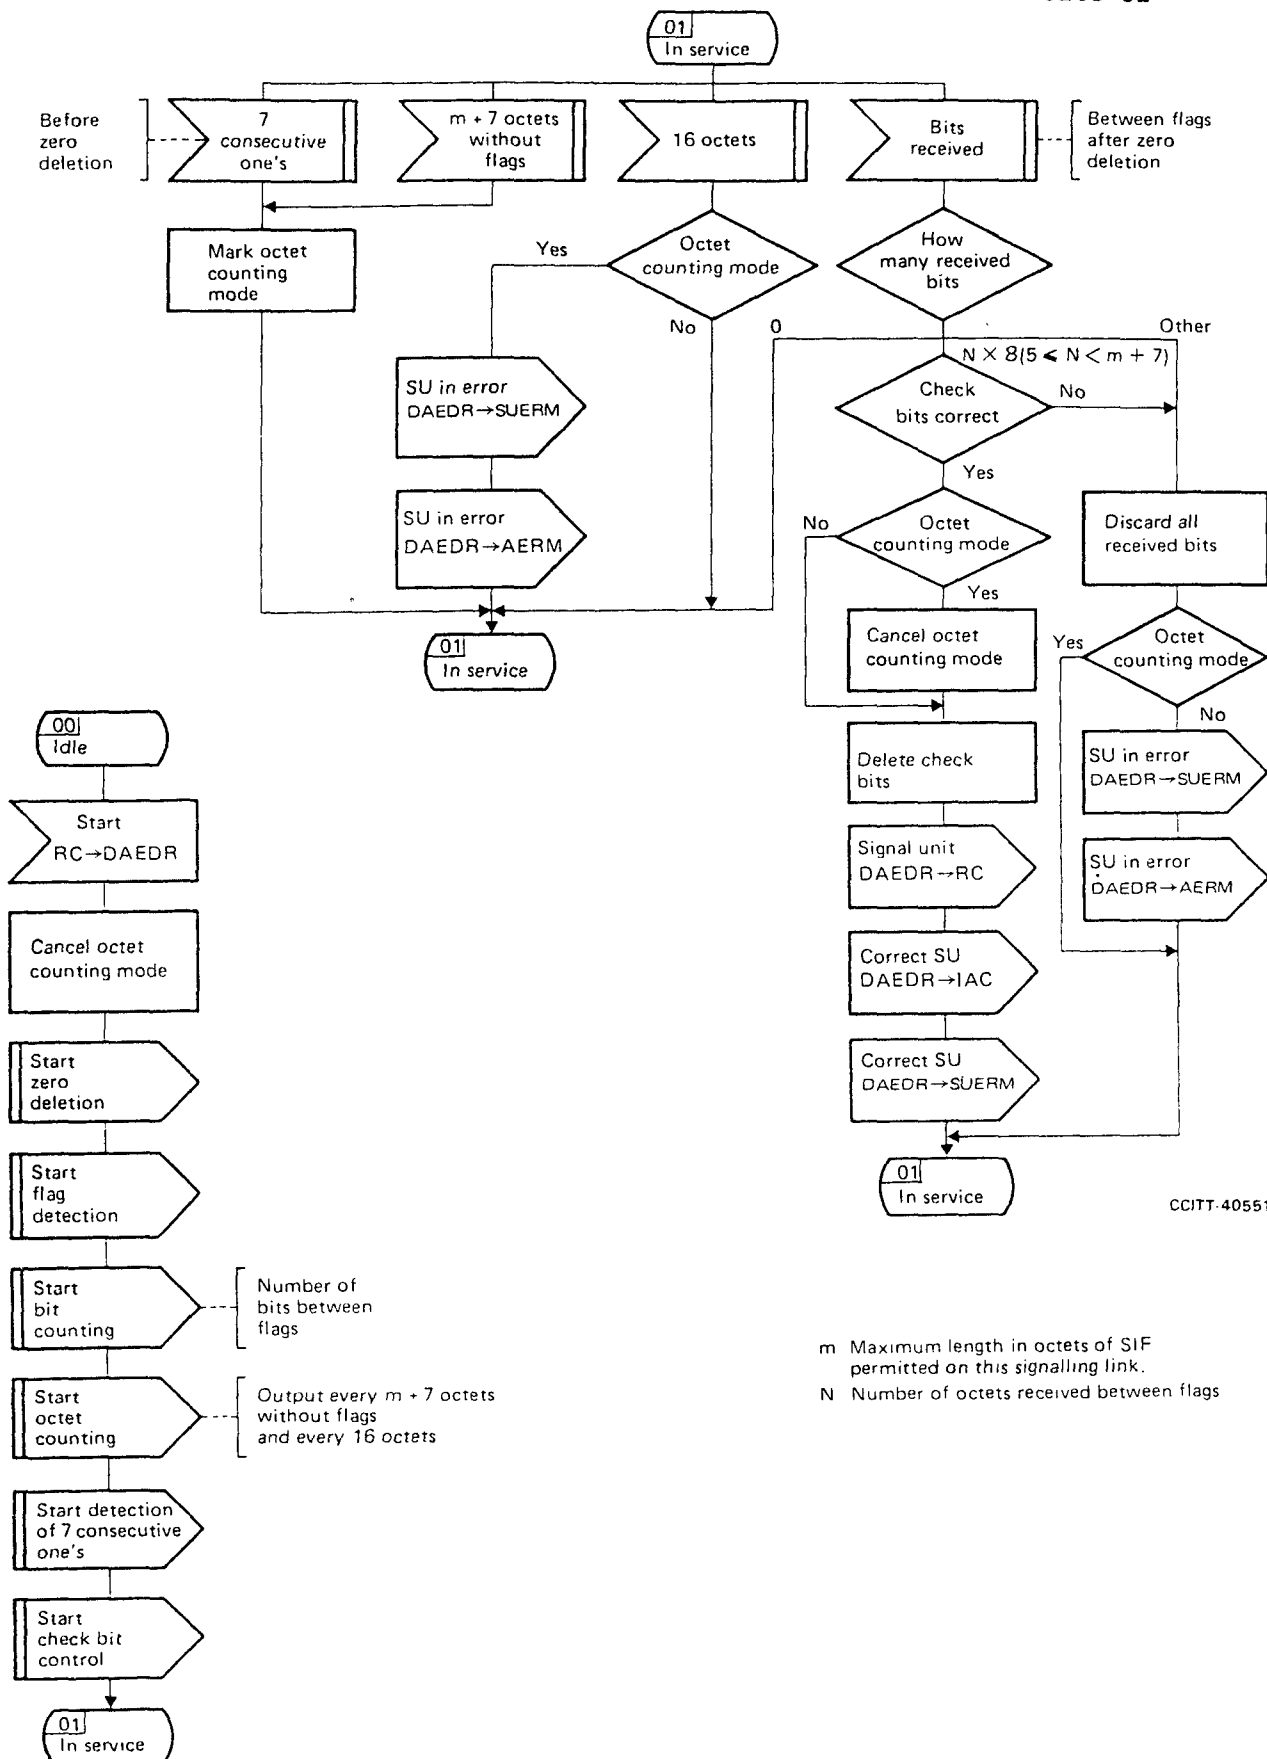 01
In service
Before
zero
deletion
7
consecutive
one's
m + 7 octets
without
flags
16 octets
Bits
received
Between flags
after zero
deletion
Mark octet
counting
mode
Yes
Octet
counting mode
No
How
many received
bits
0
Other
N × 8(5 ⩽ N < m + 7)
SU in error
DAEDR→SUERM
SU in error
DAEDR→AERM
01
In service
Check
bits correct
No
Yes
No
Octet
counting mode
Yes
Cancel octet
counting mode
Delete check
bits
Signal unit
DAEDR→RC
Correct SU
DAEDR→IAC
Correct SU
DAEDR→SUERM
01
In service
Discard all
received bits
Yes
Octet
counting mode
No
SU in error
DAEDR→SUERM
SU in error
DAEDR→AERM
CCITT-40551
00
Idle
Start
RC→DAEDR
Cancel octet
counting mode
Start
zero
deletion
Start
flag
detection
Start
bit
counting
Number of
bits between
flags
Start
octet
counting
Output every m + 7 octets
without flags
and every 16 octets
Start detection
of 7 consecutive
one's
Start
check bit
control
01
In service
m Maximum length in octets of SIF
permitted on this signalling link.
N Number of octets received between flags